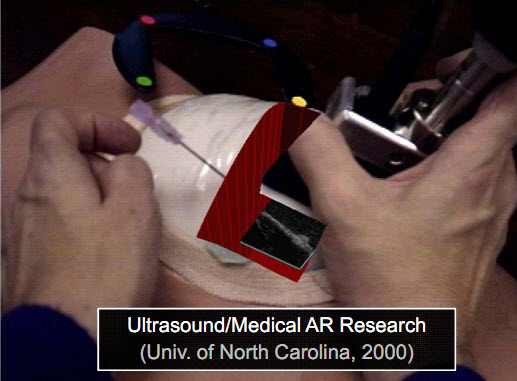 Ultrasound/Medical AR Research
(Univ. of North Carolina, 2000)